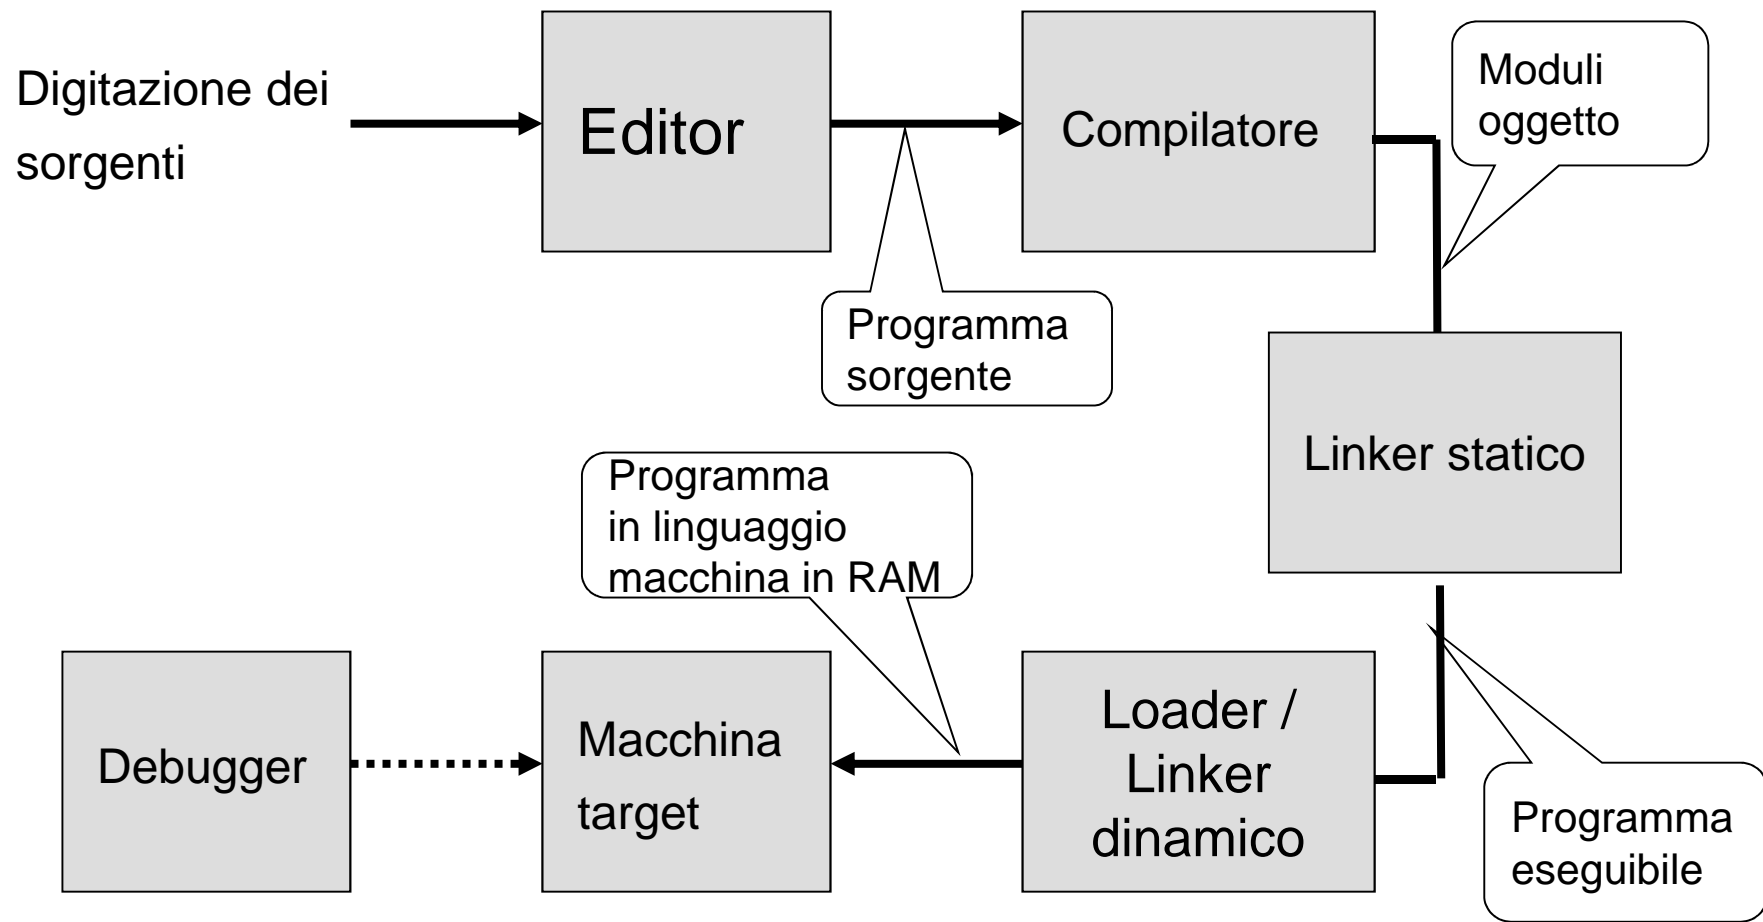 Digitazione dei
sorgenti
Editor
Compilatore
Moduli
oggetto
Programma
sorgente
Linker statico
Programma
in linguaggio
macchina in RAM
Debugger
Macchina
target
Loader /
Linker
dinamico
Programma
eseguibile